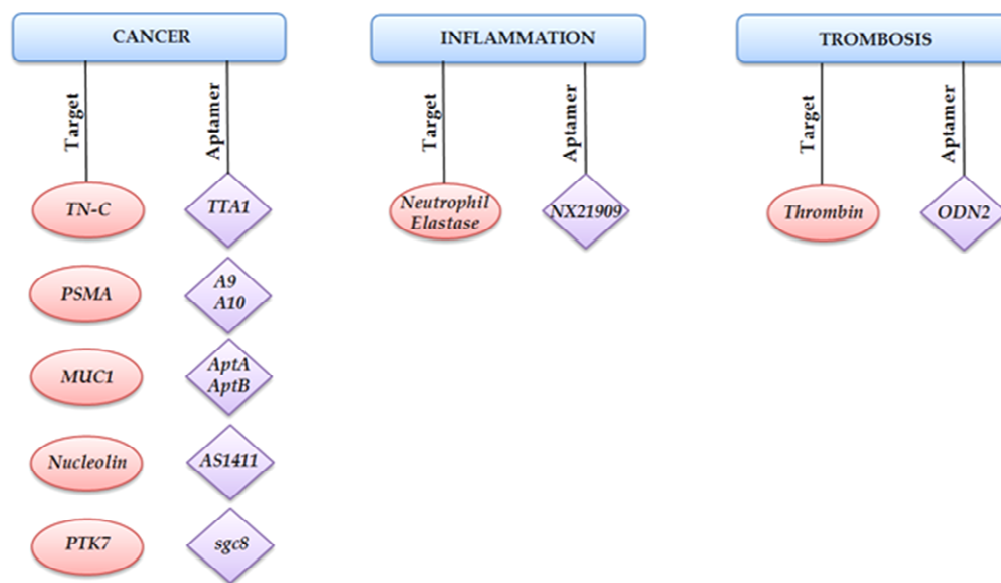 CANCER
Target
Aptamer
TN-C
TTA1
PSMA
A9
A10
MUC1
AptA
AptB
Nucleolin
AS1411
PTK7
sgc8
INFLAMMATION
Target
Aptamer
Neutrophil
Elastase
NX21909
TROMBOSIS
Target
Aptamer
Thrombin
ODN2